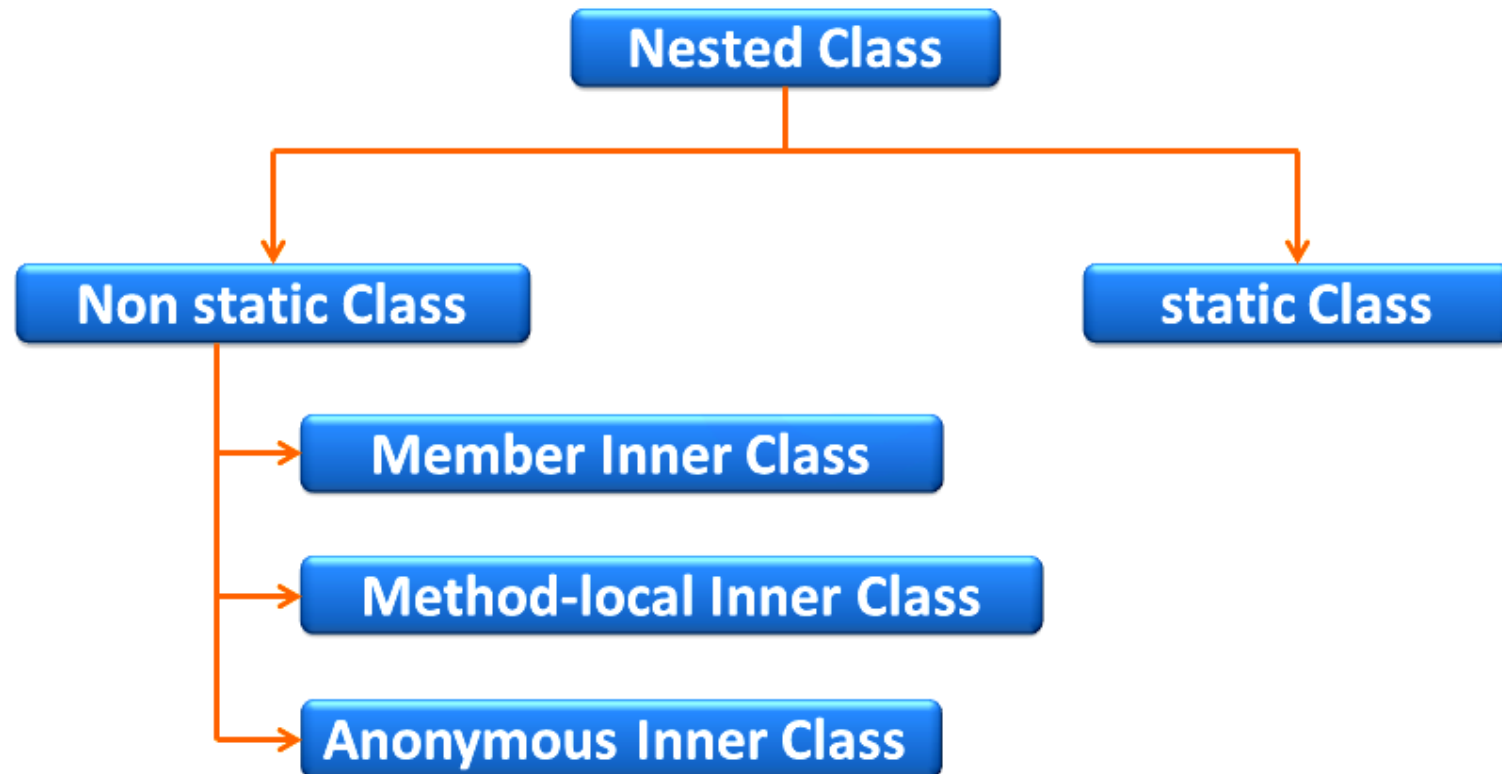 Nested Class
Non static Class
static Class
Member Inner Class
Method-local Inner Class
Anonymous Inner Class